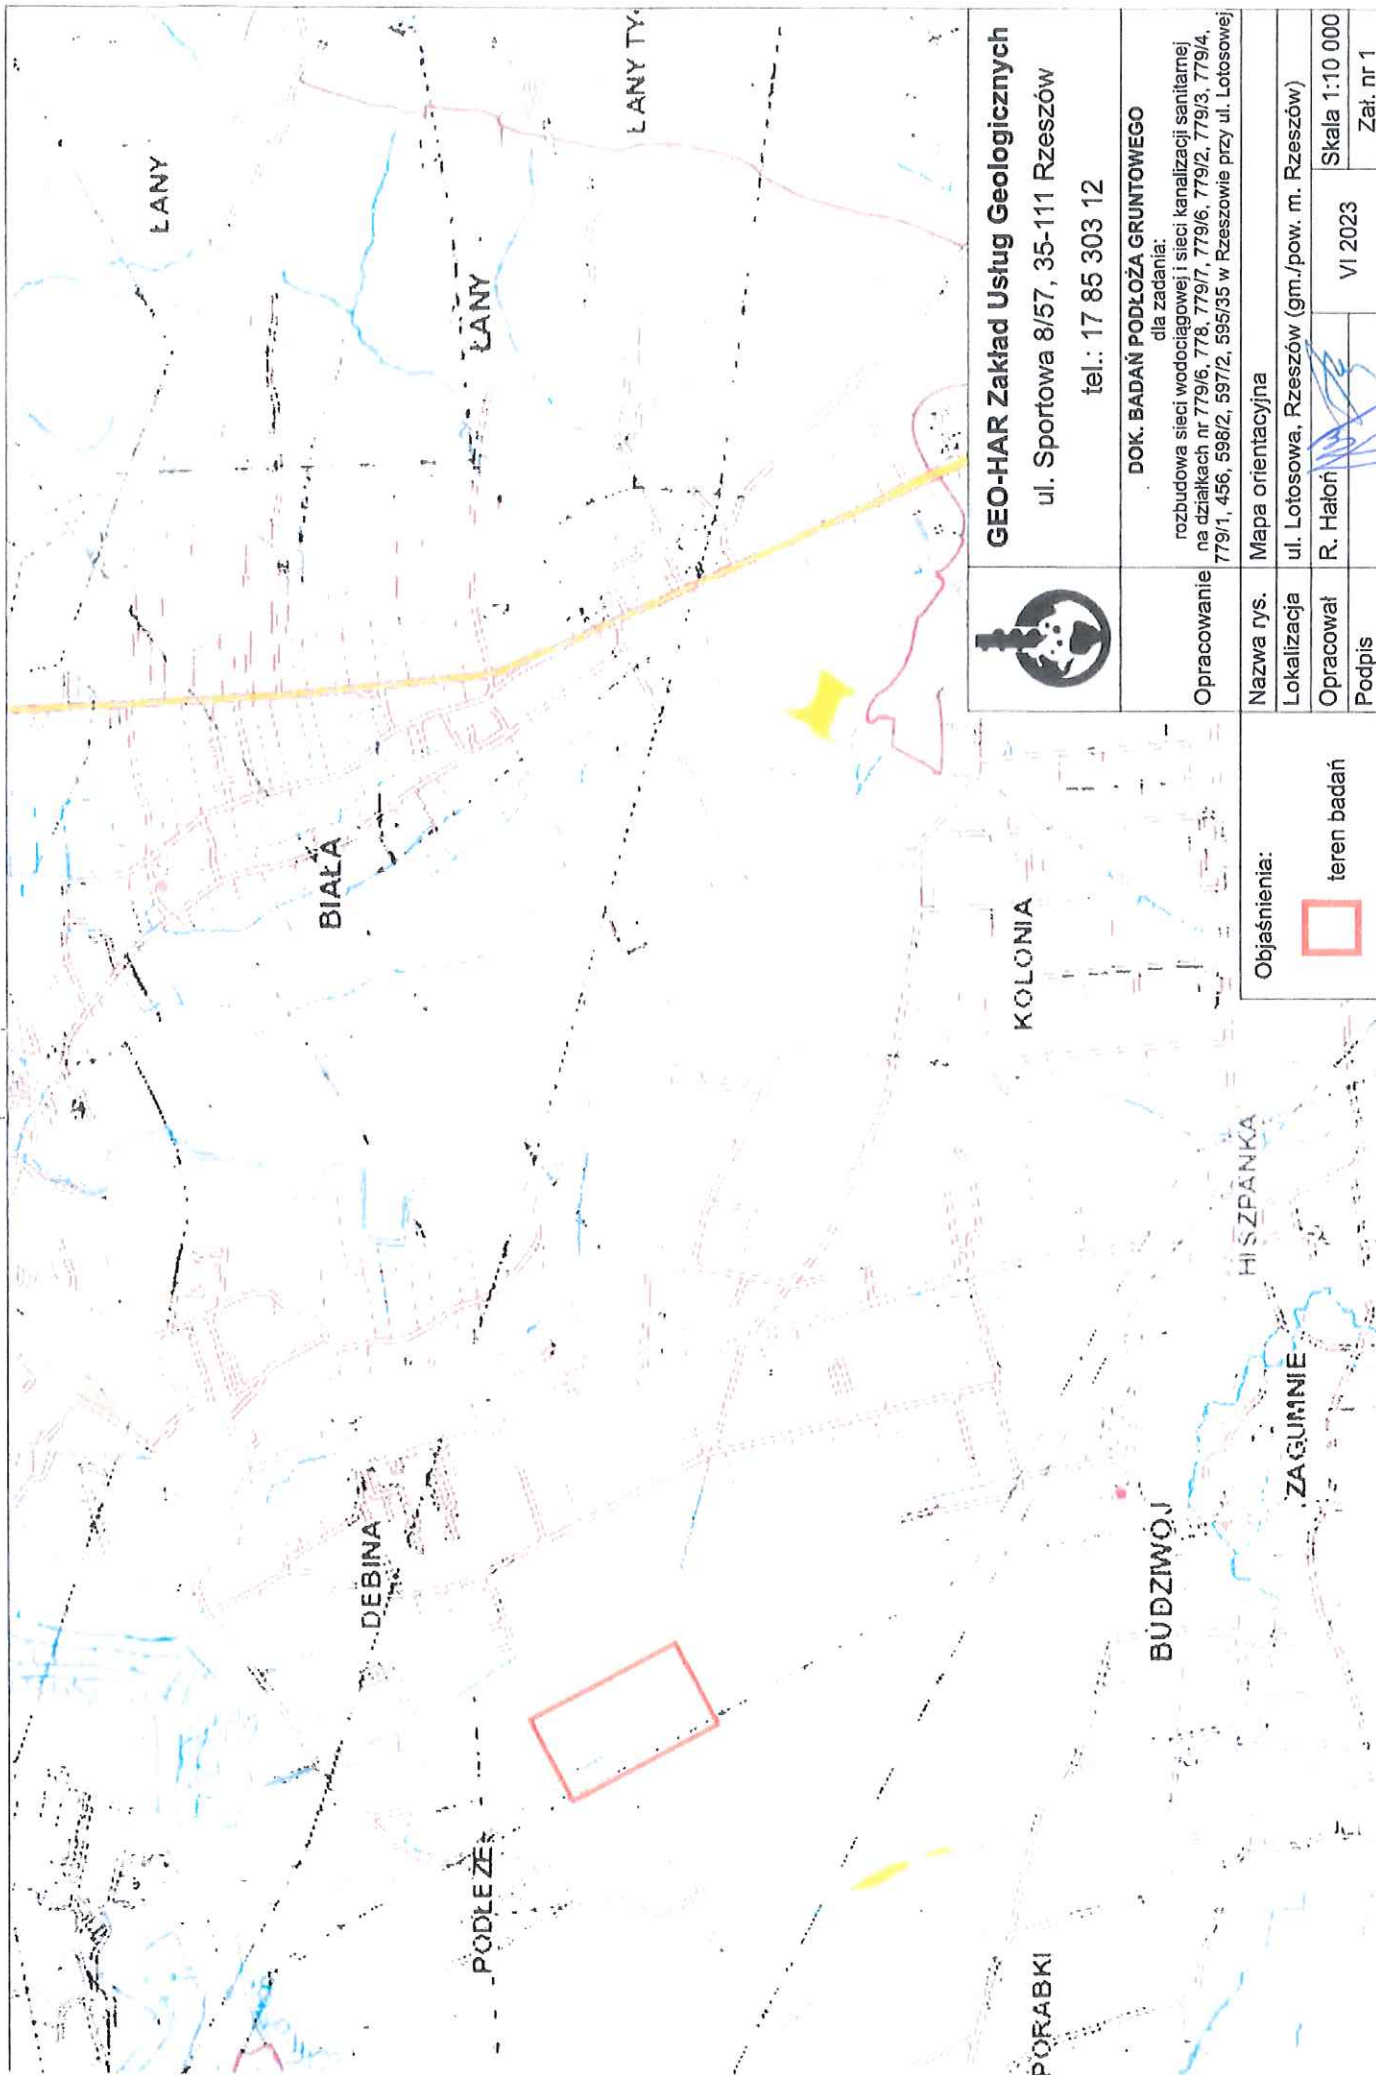 ŁANY
ŁANY
ŁANY TY.
BIAŁA
KOLONIA
HISZPANKA
DĘBINA
ZAGUMNIE
BUDZIWÓJ
PODŁĘŻE
PORĄBKI
GEO-HAR Zakład Usług Geologicznych
ul. Sportowa 8/57, 35-111 Rzeszów
tel.: 17 85 303 12
Opracowanie
DOK. BADAŃ PODŁOŻA GRUNTOWEGO
dla zadania:
rozbudowa sieci wodociągowej i sieci kanalizacji sanitarnej
na działkach nr 779/6, 778, 779/7, 779/6, 779/2, 779/3, 779/4,
779/1, 456, 598/2, 597/2, 595/35 w Rzeszowie przy ul. Lotosowej
Nazwa rys. Mapa orientacyjna
Lokalizacja ul. Lotosowa, Rzeszów (gm./pow. m. Rzeszów)
Opracował R. Hałoń VI 2023 Skala 1:10 000
Podpis Zał. nr 1
Objaśnienia:
teren badań